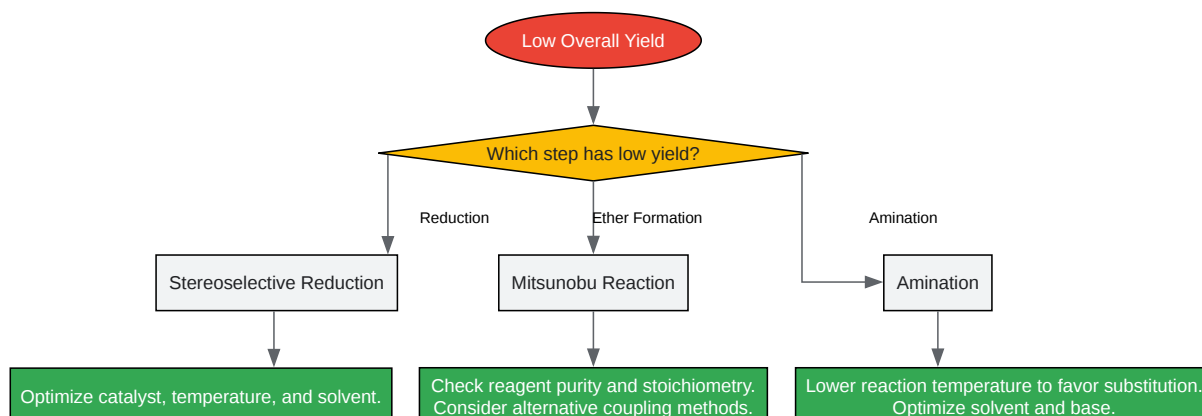 Low Overall Yield
Which step has low yield?
Reduction
Ether Formation
Amination
Stereoselective Reduction
Mitsunobu Reaction
Amination
Optimize catalyst, temperature, and solvent.
Check reagent purity and stoichiometry.
Consider alternative coupling methods.
Lower reaction temperature to favor substitution.
Optimize solvent and base.